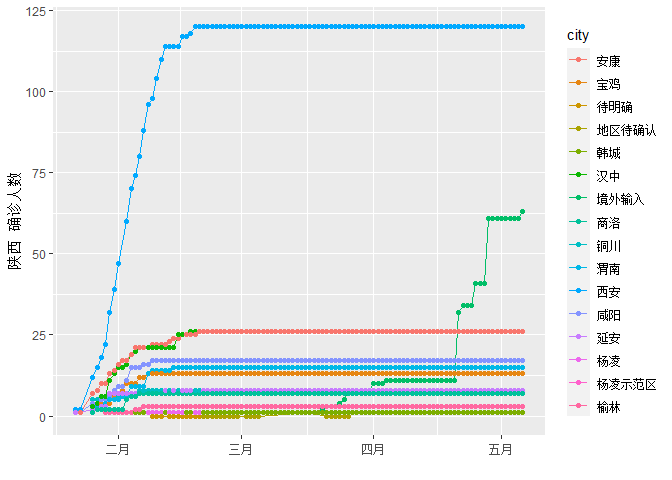 125
100
75
50
25
0
陕西 确诊人数
二月
三月
四月
五月
city
安康
宝鸡
待明确
地区待确认
韩城
汉中
境外输入
商洛
铜川
渭南
西安
咸阳
延安
杨凌
杨凌示范区
榆林